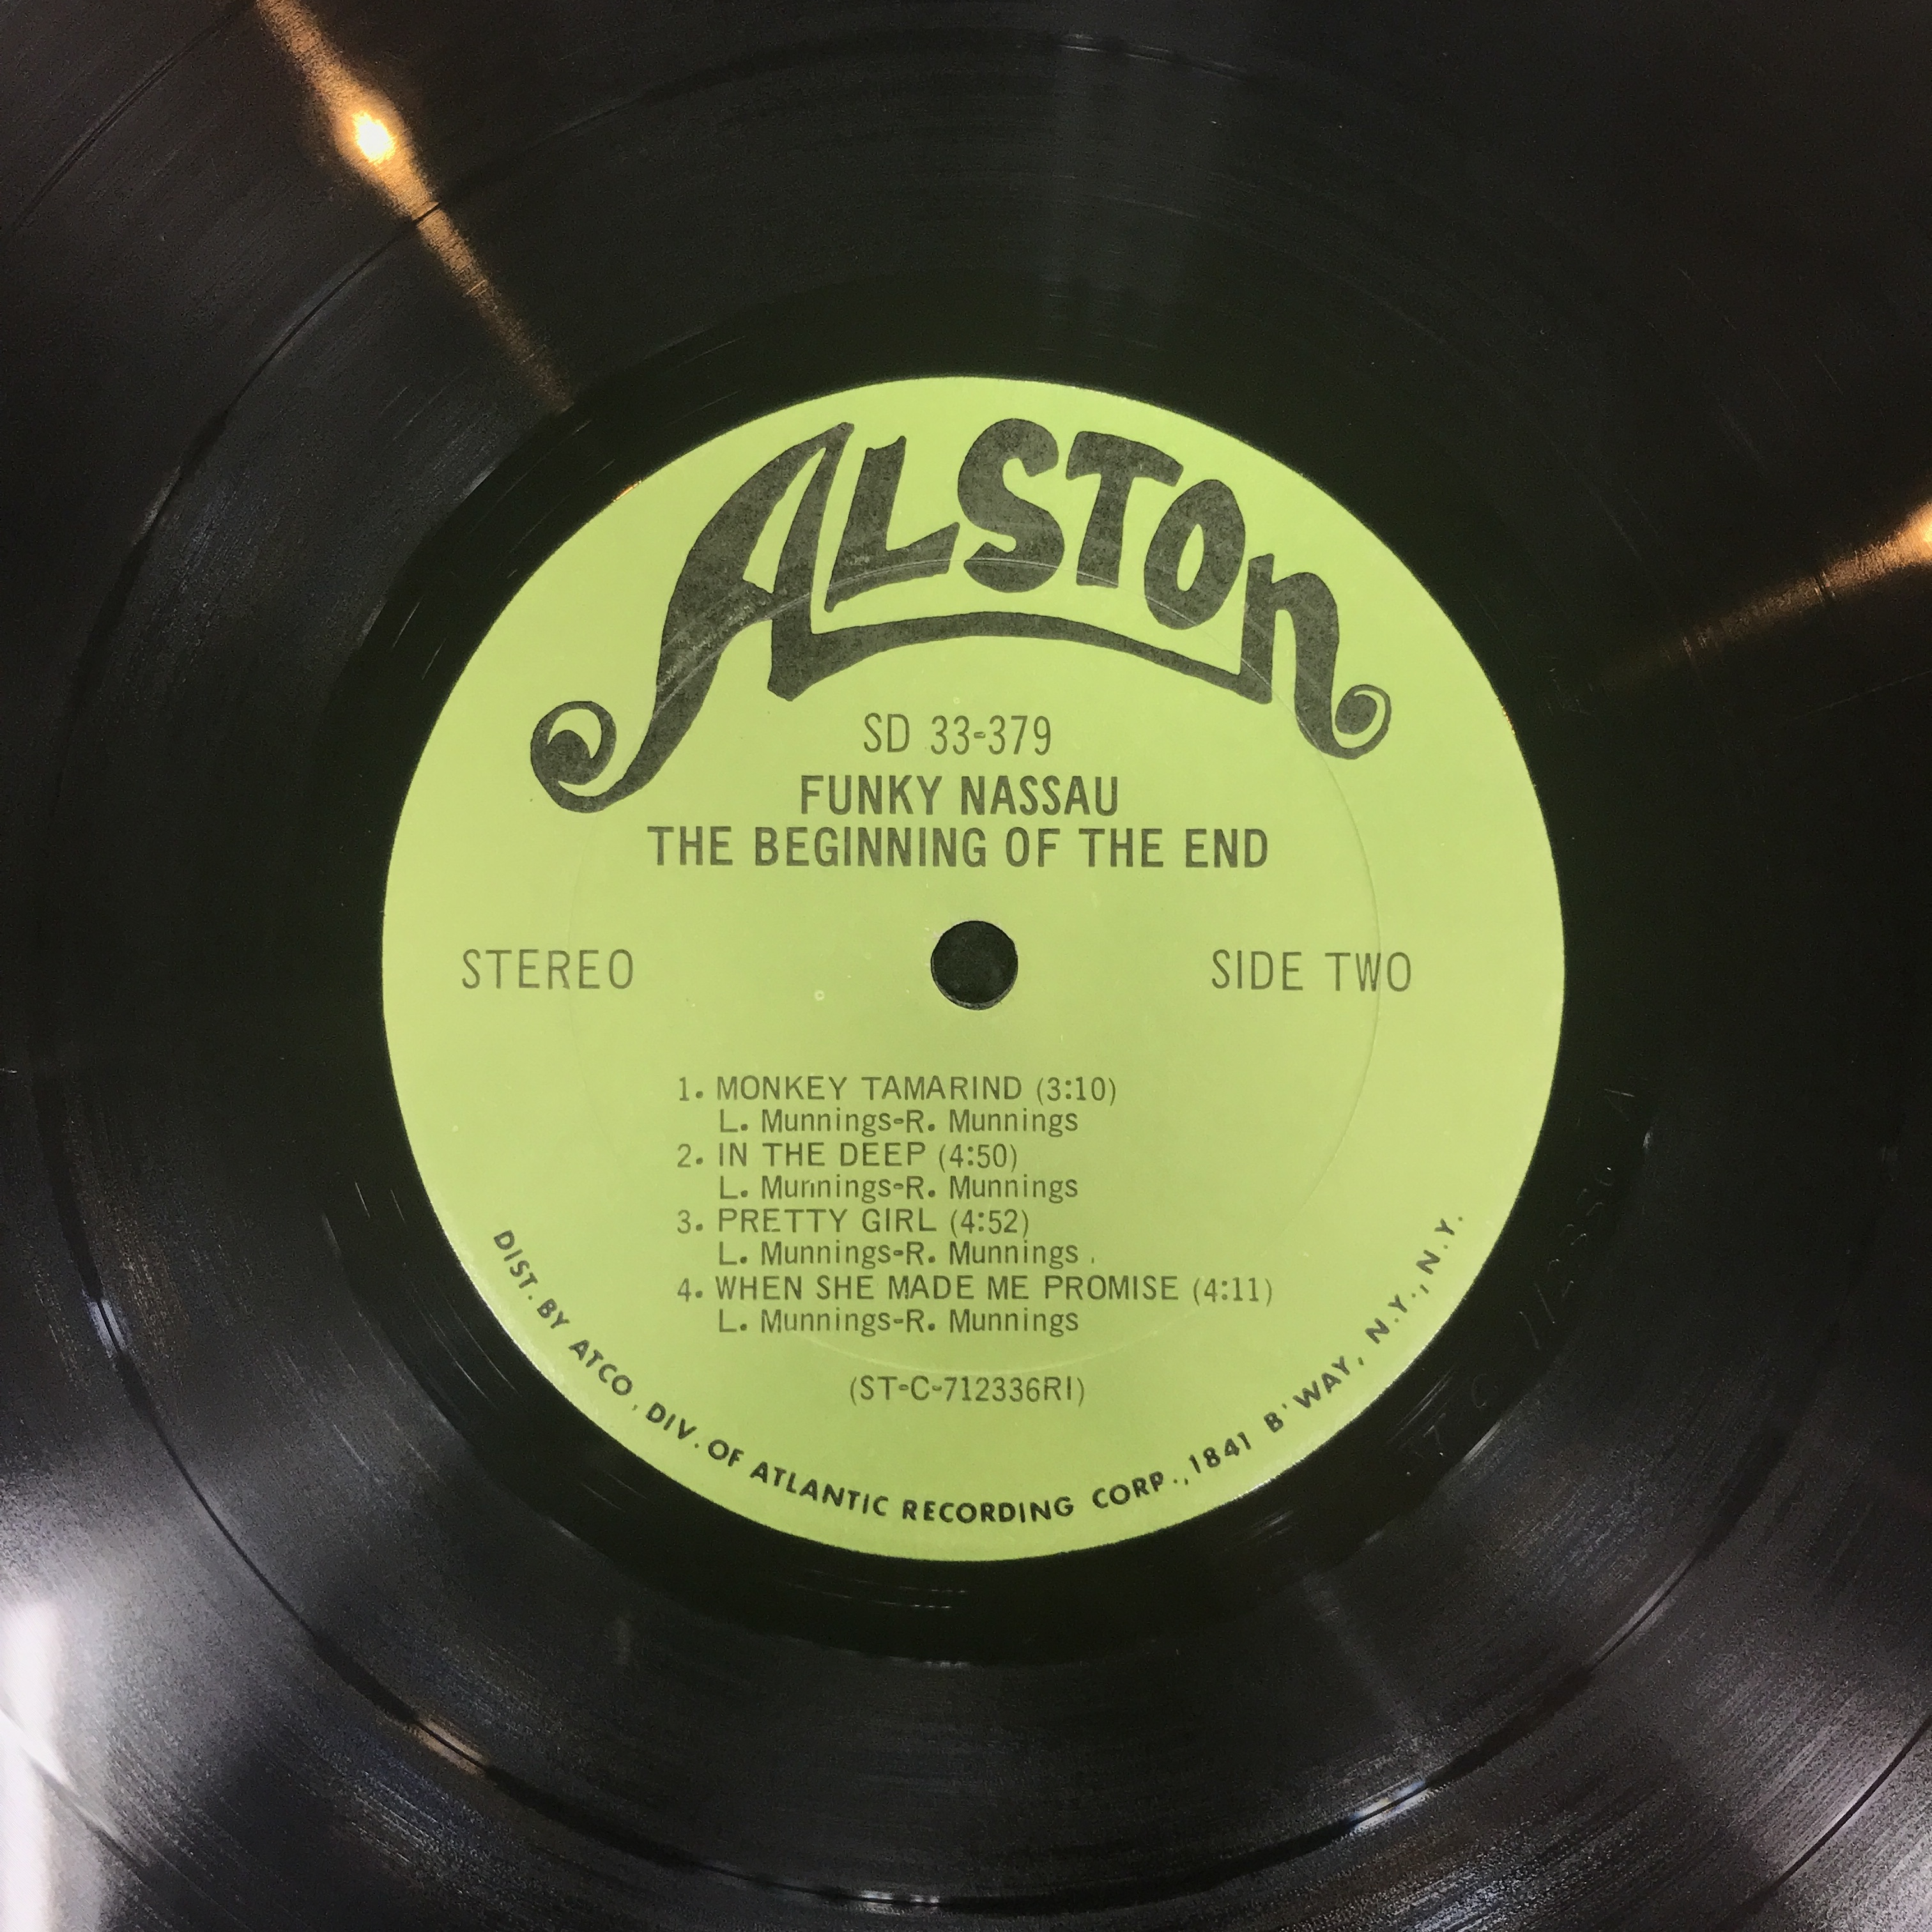 ALSTON
SD 33-379
FUNKY NASSAU
THE BEGINNING OF THE END
STEREO
SIDE TWO
1. MONKEY TAMARIND (3:10)
L. Munnings-R. Munnings
2. IN THE DEEP (4:50)
L. Munnings-R. Munnings
3. PRETTY GIRL (4:52)
L. Munnings-R. Munnings
4. WHEN SHE MADE ME PROMISE (4:11)
L. Munnings-R. Munnings
(ST-C-712336RI)
DIST. BY ATCO, DIV. OF ATLANTIC RECORDING CORP., 1841 B'WAY, N.Y., N.Y.